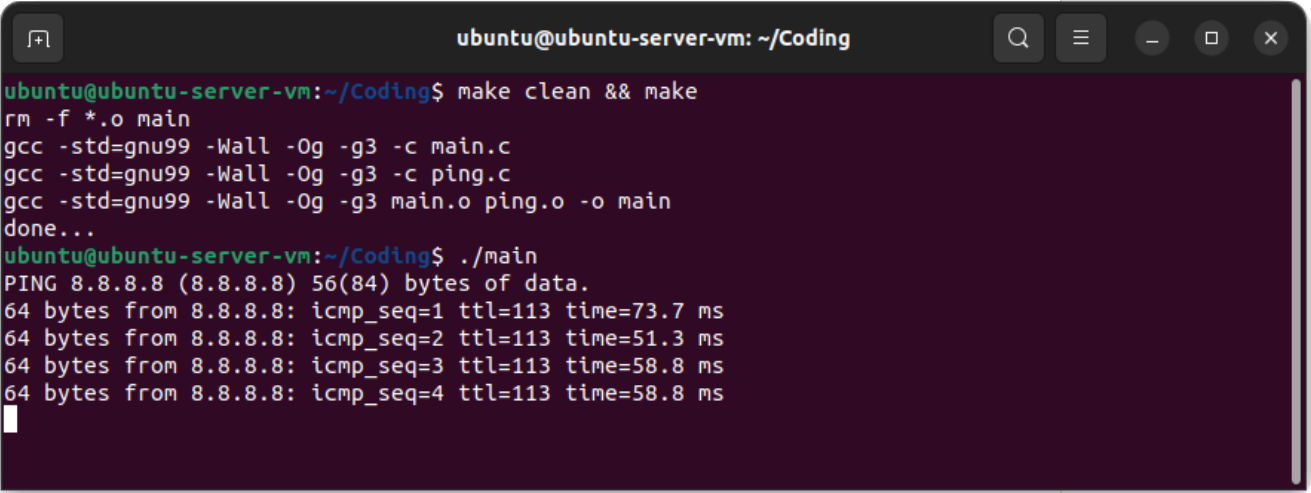 ubuntu@ubuntu-server-vm: ~/Coding
ubuntu@ubuntu-server-vm:~/Coding$ make clean && make
rm -f *.o main
gcc -std=gnu99 -Wall -Og -g3 -c main.c
gcc -std=gnu99 -Wall -Og -g3 -c ping.c
gcc -std=gnu99 -Wall -Og -g3 main.o ping.o -o main
done...
ubuntu@ubuntu-server-vm:~/Coding$ ./main
PING 8.8.8.8 (8.8.8.8) 56(84) bytes of data.
64 bytes from 8.8.8.8: icmp_seq=1 ttl=113 time=73.7 ms
64 bytes from 8.8.8.8: icmp_seq=2 ttl=113 time=51.3 ms
64 bytes from 8.8.8.8: icmp_seq=3 ttl=113 time=58.8 ms
64 bytes from 8.8.8.8: icmp_seq=4 ttl=113 time=58.8 ms